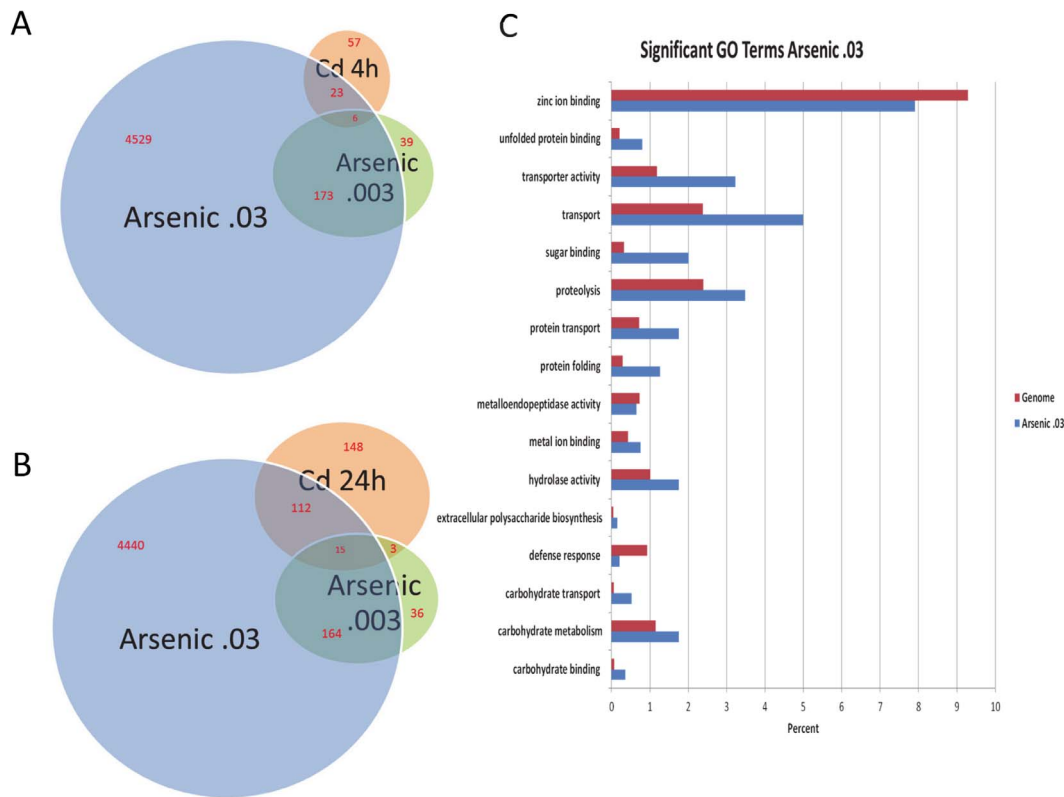 A
57
Cd 4h
23
6
4529
39
Arsenic
.003
173
Arsenic .03
B
148
Cd 24h
112
4440
15
3
Arsenic
.003
36
164
Arsenic .03
C
Significant GO Terms Arsenic .03
zinc ion binding
unfolded protein binding
transporter activity
transport
sugar binding
proteolysis
protein transport
protein folding
metalloendopeptidase activity
metal ion binding
hydrolase activity
extracellular polysaccharide biosynthesis
defense response
carbohydrate transport
carbohydrate metabolism
carbohydrate binding
Genome
Arsenic .03
0 1 2 3 4 5 6 7 8 9 10
Percent